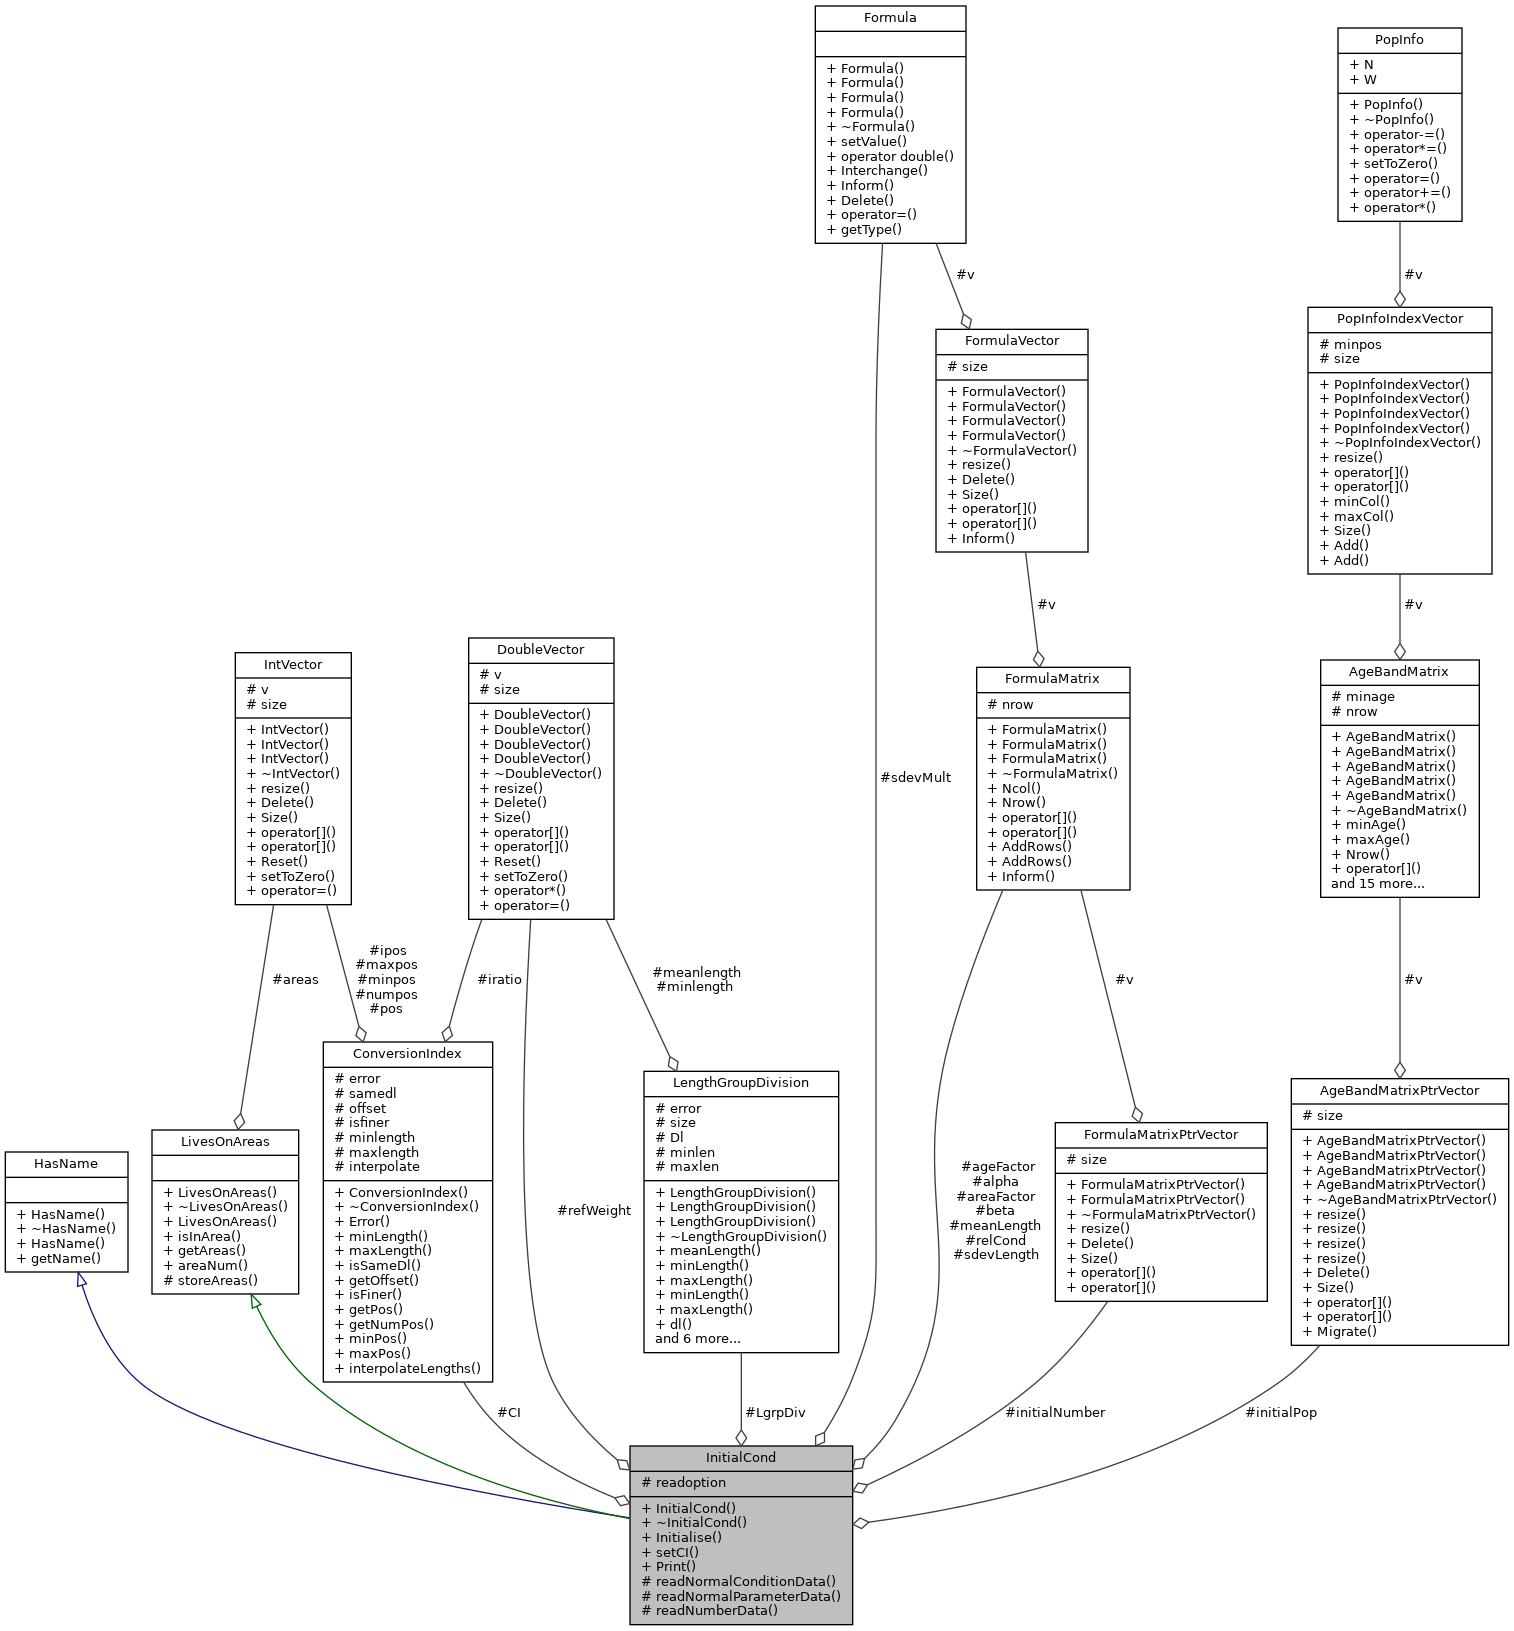 Formula
+ Formula()
+ Formula()
+ Formula()
+ Formula()
+ ~Formula()
+ setValue()
+ operator double()
+ Interchange()
+ Inform()
+ Delete()
+ operator=()
+ getType()
PopInfo
+ N
+ W
+ PopInfo()
+ ~PopInfo()
+ operator-=()
+ operator*=()
+ setToZero()
+ operator=()
+ operator+=()
+ operator*()
#v
#v
FormulaVector
# size
+ FormulaVector()
+ FormulaVector()
+ FormulaVector()
+ FormulaVector()
+ ~FormulaVector()
+ resize()
+ Delete()
+ Size()
+ operator[]()
+ operator[]()
+ Inform()
PopInfoIndexVector
# minpos
# size
+ PopInfoIndexVector()
+ PopInfoIndexVector()
+ PopInfoIndexVector()
+ PopInfoIndexVector()
+ ~PopInfoIndexVector()
+ resize()
+ operator[]()
+ operator[]()
+ minCol()
+ maxCol()
+ Size()
+ Add()
+ Add()
#v
#v
IntVector
# v
# size
+ IntVector()
+ IntVector()
+ IntVector()
+ ~IntVector()
+ resize()
+ Delete()
+ Size()
+ operator[]()
+ operator[]()
+ Reset()
+ setToZero()
+ operator=()
DoubleVector
# v
# size
+ DoubleVector()
+ DoubleVector()
+ DoubleVector()
+ DoubleVector()
+ ~DoubleVector()
+ resize()
+ Delete()
+ Size()
+ operator[]()
+ operator[]()
+ Reset()
+ setToZero()
+ operator*()
+ operator=()
#sdevMult
FormulaMatrix
# nrow
+ FormulaMatrix()
+ FormulaMatrix()
+ FormulaMatrix()
+ ~FormulaMatrix()
+ Ncol()
+ Nrow()
+ operator[]()
+ operator[]()
+ AddRows()
+ AddRows()
+ Inform()
AgeBandMatrix
# minage
# nrow
+ AgeBandMatrix()
+ AgeBandMatrix()
+ AgeBandMatrix()
+ AgeBandMatrix()
+ AgeBandMatrix()
+ ~AgeBandMatrix()
+ minAge()
+ maxAge()
+ Nrow()
+ operator[]()
and 15 more...
#areas
#ipos
#maxpos
#minpos
#numpos
#pos
#iratio
#meanlength
#minlength
#v
#v
HasName
+ HasName()
+ ~HasName()
+ HasName()
+ getName()
LivesOnAreas
+ LivesOnAreas()
+ ~LivesOnAreas()
+ LivesOnAreas()
+ isInArea()
+ getAreas()
+ areaNum()
# storeAreas()
ConversionIndex
# error
# samedl
# offset
# isfiner
# minlength
# maxlength
# interpolate
+ ConversionIndex()
+ ~ConversionIndex()
+ Error()
+ minLength()
+ maxLength()
+ isSameDl()
+ getOffset()
+ isFiner()
+ getPos()
+ getNumPos()
+ minPos()
+ maxPos()
+ interpolateLengths()
#refWeight
LengthGroupDivision
# error
# size
# Dl
# minlen
# maxlen
+ LengthGroupDivision()
+ LengthGroupDivision()
+ LengthGroupDivision()
+ ~LengthGroupDivision()
+ meanLength()
+ minLength()
+ maxLength()
+ minLength()
+ maxLength()
+ dl()
and 6 more...
#ageFactor
#alpha
#areaFactor
#beta
#meanLength
#relCond
#sdevLength
FormulaMatrixPtrVector
# size
+ FormulaMatrixPtrVector()
+ FormulaMatrixPtrVector()
+ ~FormulaMatrixPtrVector()
+ resize()
+ Delete()
+ Size()
+ operator[]()
+ operator[]()
AgeBandMatrixPtrVector
# size
+ AgeBandMatrixPtrVector()
+ AgeBandMatrixPtrVector()
+ AgeBandMatrixPtrVector()
+ AgeBandMatrixPtrVector()
+ ~AgeBandMatrixPtrVector()
+ resize()
+ resize()
+ resize()
+ resize()
+ Delete()
+ Size()
+ operator[]()
+ operator[]()
+ Migrate()
#CI
#LgrpDiv
#initialNumber
#initialPop
InitialCond
# readoption
+ InitialCond()
+ ~InitialCond()
+ Initialise()
+ setCI()
+ Print()
# readNormalConditionData()
# readNormalParameterData()
# readNumberData()